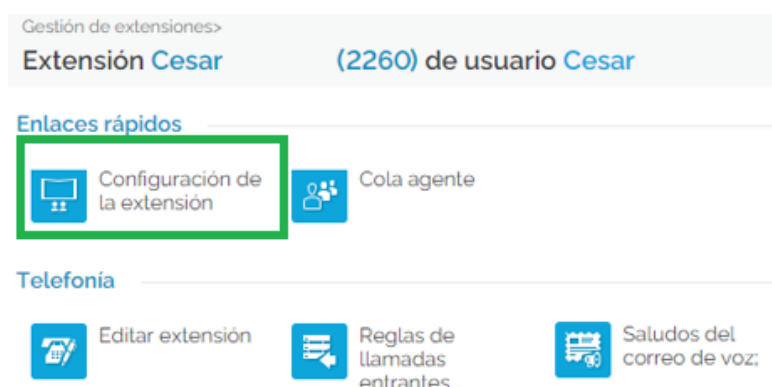 Gestión de extensiones>
Extensión Cesar (2260) de usuario Cesar
Enlaces rápidos
Configuración de
la extensión
Cola agente
Telefonía
Editar extensión
Reglas de
llamadas
entrantes
Saludos del
correo de voz;